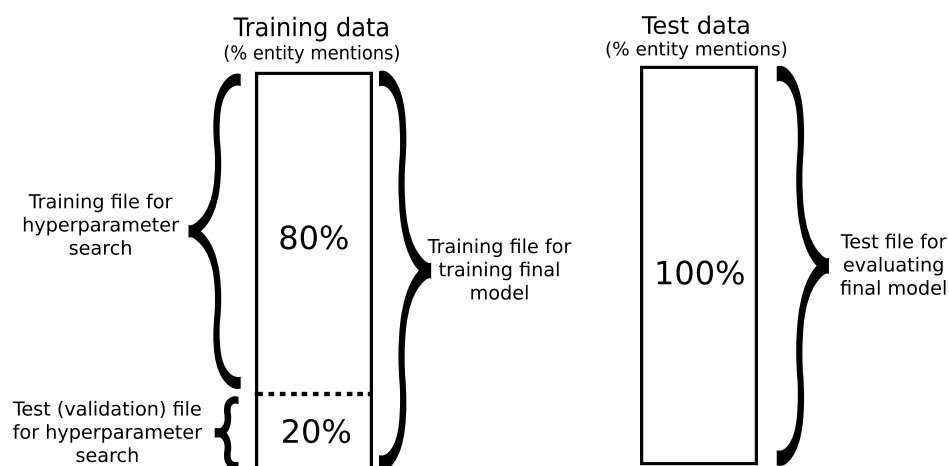 Training data
(% entity mentions)
Training file for
hyperparameter
search
80%
Training file for
training final
model
Test (validation) file
for hyperparameter
search
20%
Test data
(% entity mentions)
100%
Test file for
evaluating
final model